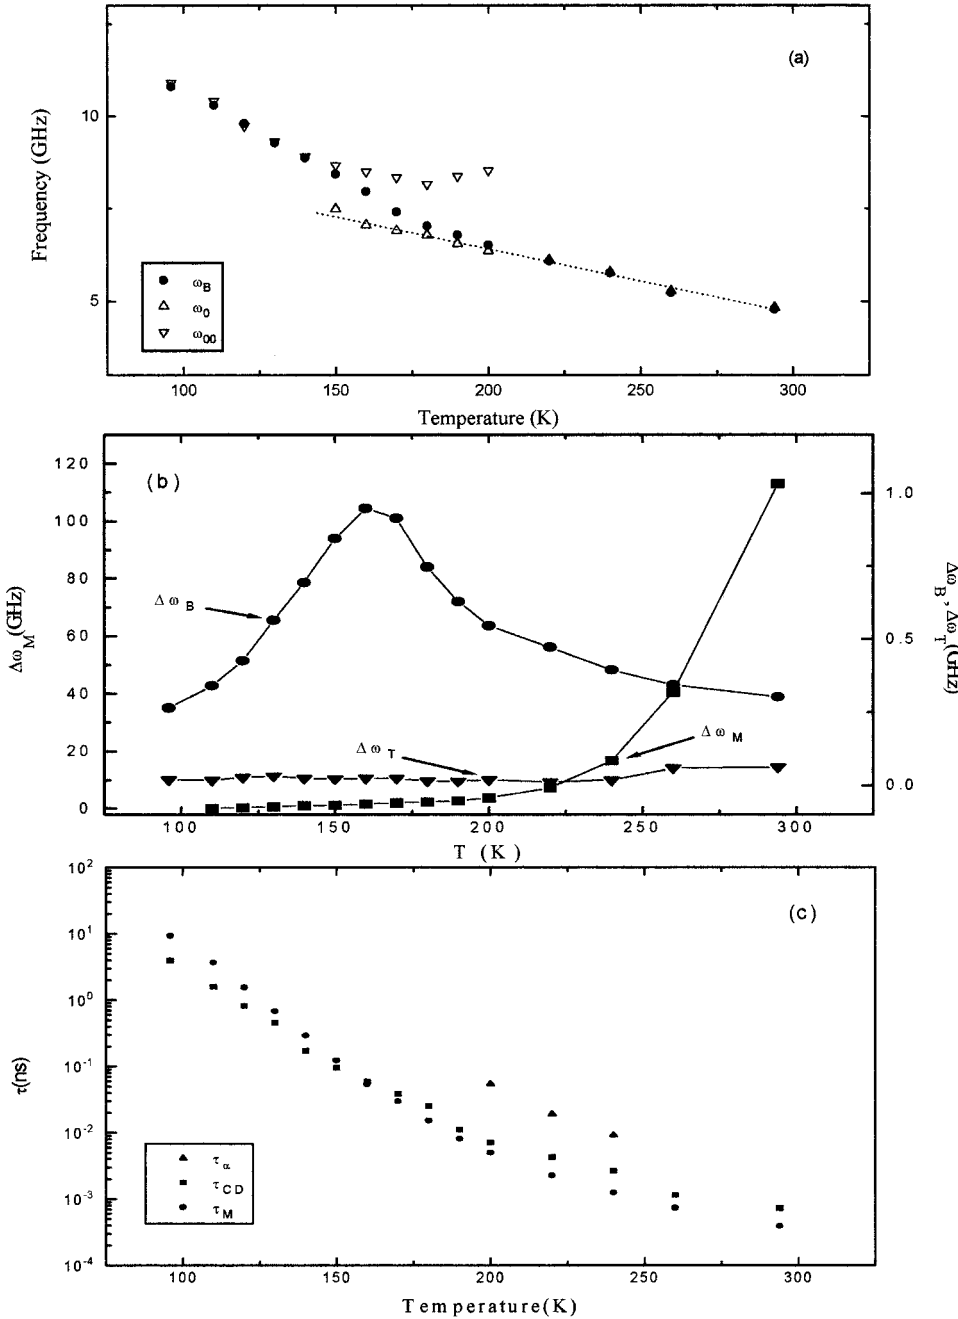 (a)
10
5
Frequency (GHz)
ω_B
ω_0
ω_00
100 150 200 250 300
Temperature (K)
(b)
120
100
80
60
40
20
0
Δω_M(GHz)
1.0
0.5
0.0
Δω_B, Δω_T(GHz)
Δω_B
Δω_T
Δω_M
100 150 200 250 300
T (K)
(c)
10^2
10^1
10^0
10^-1
10^-2
10^-3
10^-4
τ(ns)
τ_α
τ_CD
τ_M
100 150 200 250 300
Temperature(K)